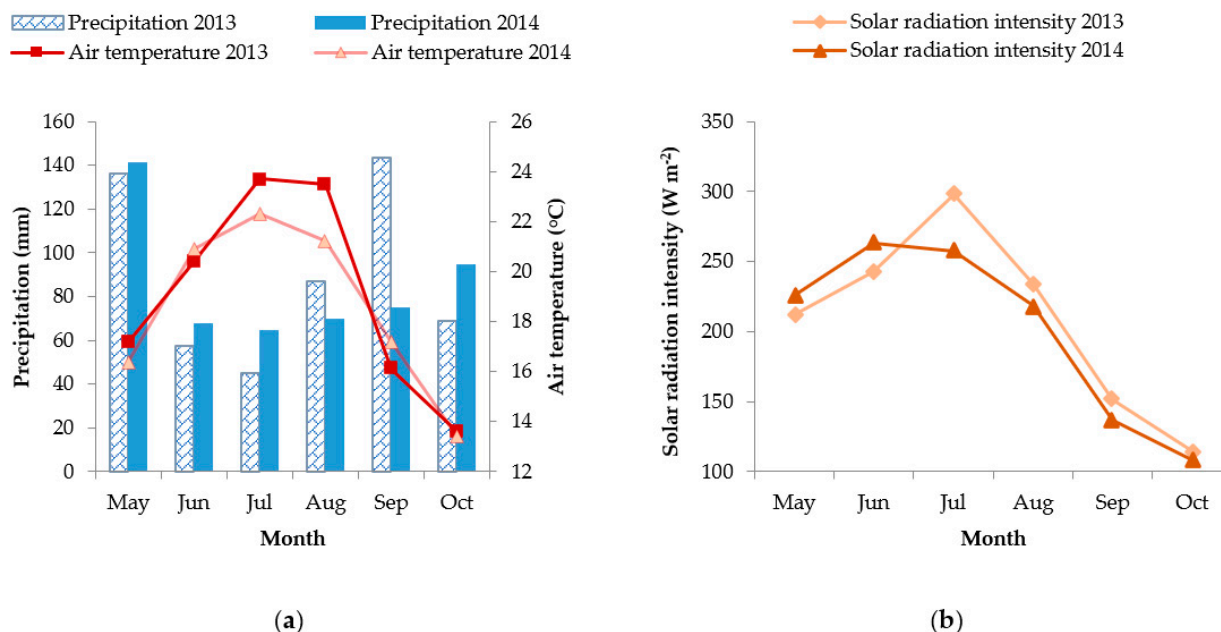 Precipitation 2013 Precipitation 2014
Air temperature 2013 Air temperature 2014
Precipitation (mm)
160
140
120
100
80
60
40
20
0
26
24
22
20
18
16
14
12
Air temperature (°C)
May Jun Jul Aug Sep Oct
Month
(a)
Solar radiation intensity 2013
Solar radiation intensity 2014
Solar radiation intensity (W m⁻²)
350
300
250
200
150
100
May Jun Jul Aug Sep Oct
Month
(b)